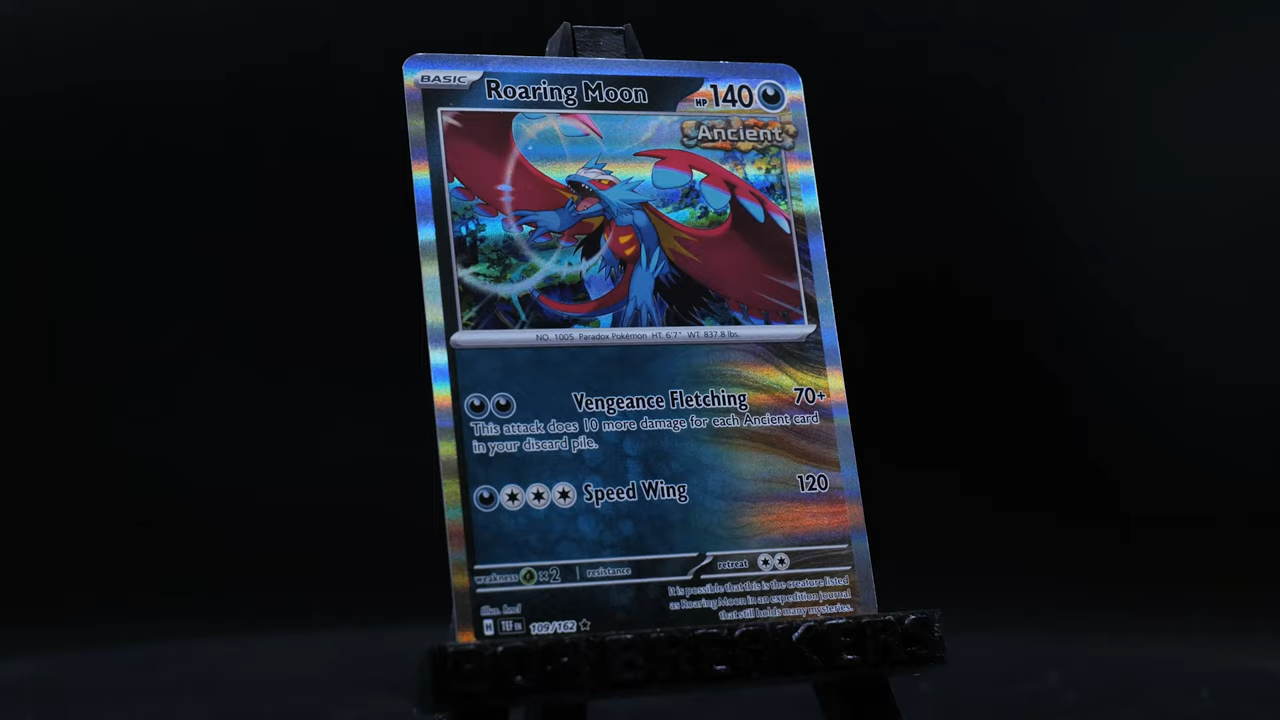 BASIC Roaring Moon HP 140
Ancient
NO. 1005 Paradox Pokémon HT: 6'7" WT: 837.8 lbs.
Vengeance Fletching 70+
This attack does 10 more damage for each Ancient card
in your discard pile.
Speed Wing 120
weakness ×2 resistance retreat
It is possible that this is the creature listed
as Roaring Moon in an expedition journal
that still holds many mysteries.
Illus.
H TEF EN 109/162